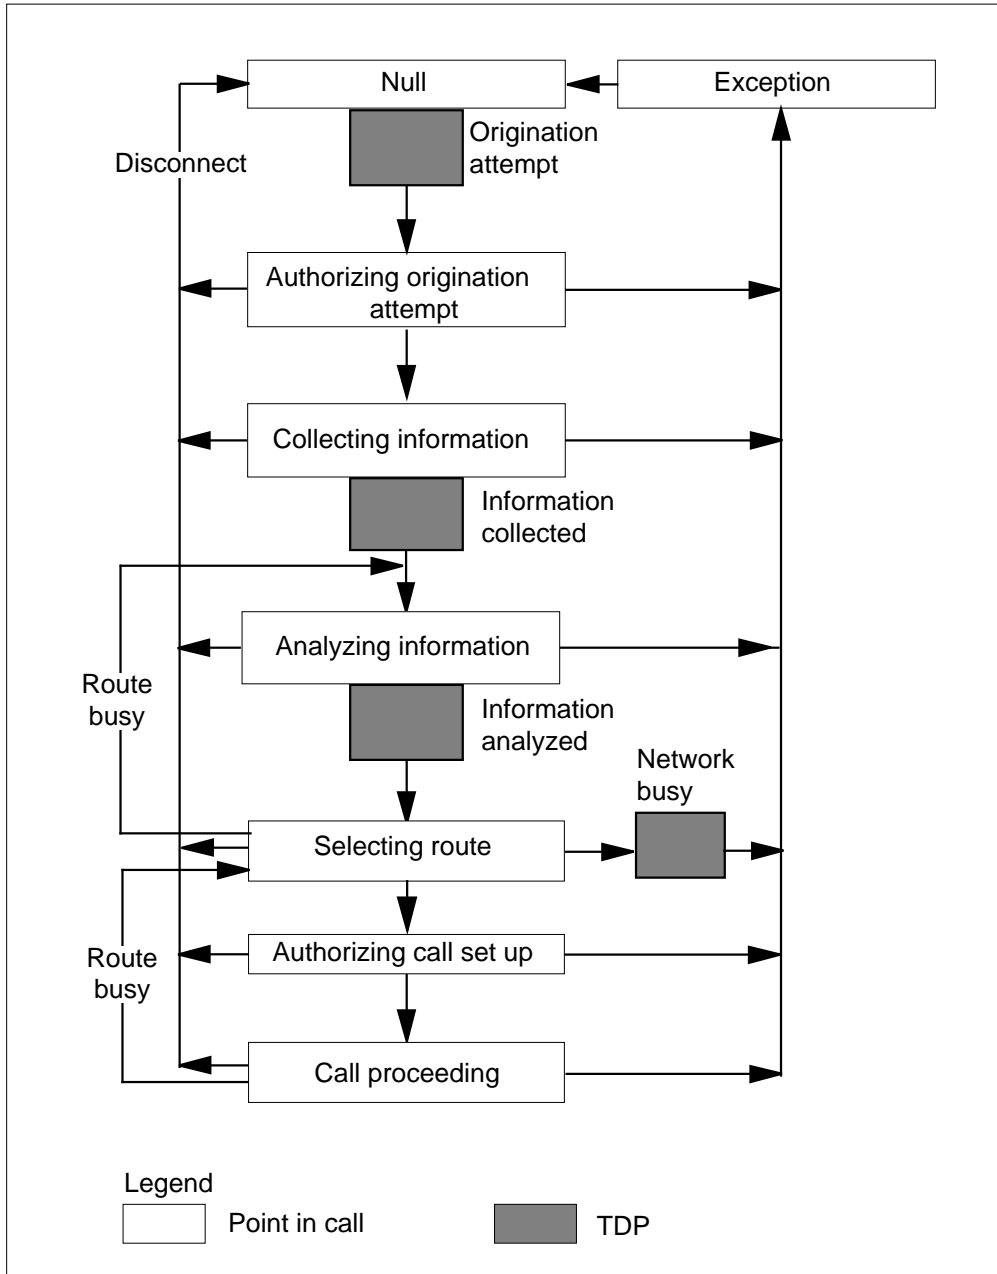 Null
Exception
Origination
attempt
Disconnect
Authorizing origination
attempt
Collecting information
Information
collected
Analyzing information
Route
busy
Information
analyzed
Network
busy
Selecting route
Authorizing call set up
Route
busy
Call proceeding
Legend
Point in call
TDP